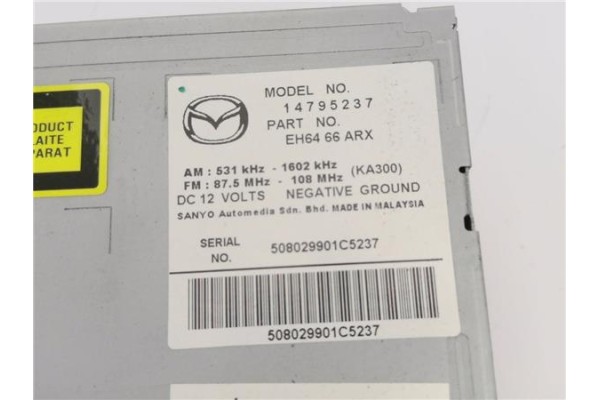 MODEL NO.
14795237
PART NO.
EH64 66 ARX
AM : 531 kHz - 1602 kHz (KA300)
FM : 87.5 MHz - 108 MHz
DC 12 VOLTS NEGATIVE GROUND
SANYO Automedia Sdn. Bhd. MADE IN MALAYSIA
SERIAL NO. 508029901C5237
508029901C5237
ODUCT
LAITE
PARAT